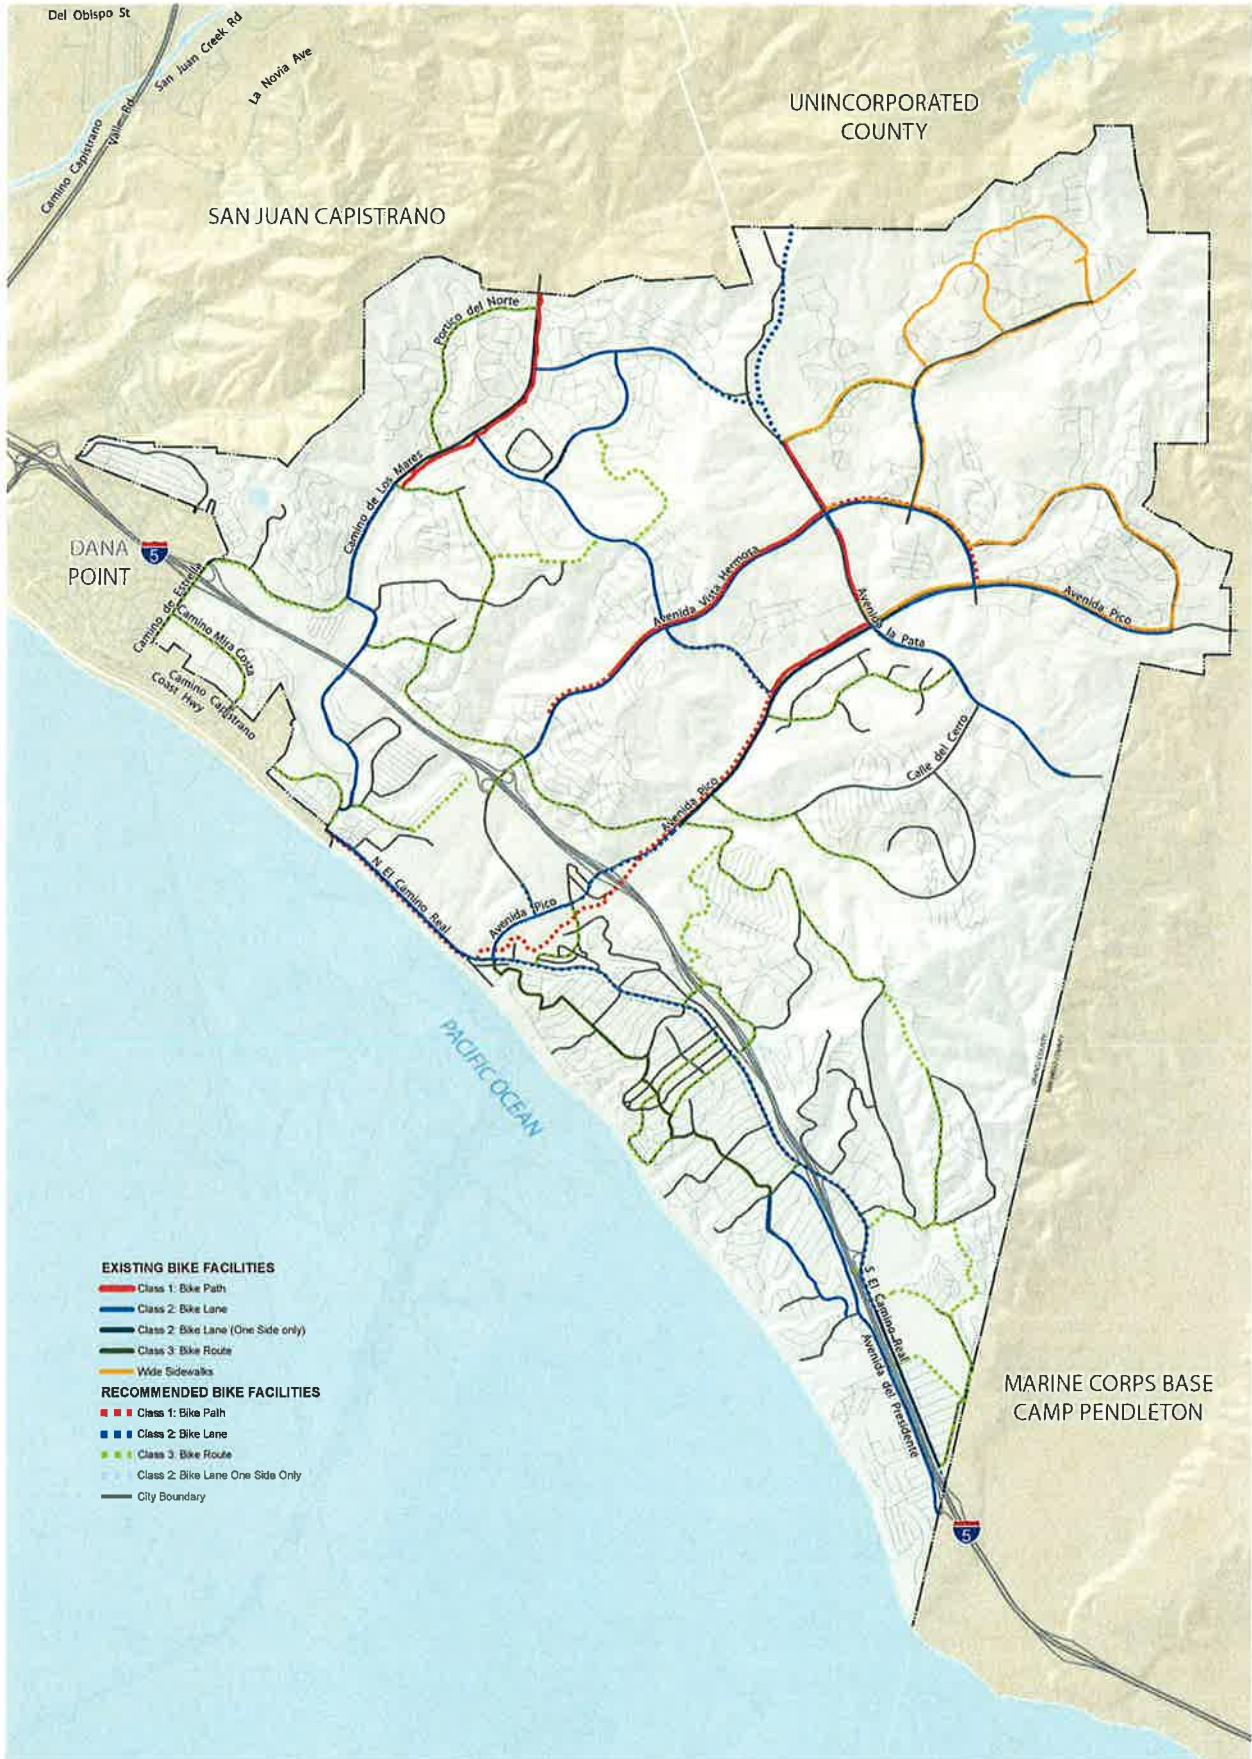 Del Obispo St
San Juan Creek Rd
La Novia Ave
Camino Capistrano
Valle Rd
UNINCORPORATED
COUNTY
SAN JUAN CAPISTRANO
Portico del Norte
Camino de Los Mares
DANA
POINT
5
Camino de Estrella
Camino Mira Costa
Camino Capistrano
Coast Hwy
Avenida Vista Hermosa
Avenida la Pata
Avenida Pico
Calle del Cerro
Avenida Pico
N El Camino Real
Avenida Pico
PACIFIC OCEAN
ORANGE COUNTY
SAN DIEGO COUNTY
S El Camino Real
Avenida del Presidente
MARINE CORPS BASE
CAMP PENDLETON
5
EXISTING BIKE FACILITIES
Class 1: Bike Path
Class 2: Bike Lane
Class 2: Bike Lane (One Side only)
Class 3: Bike Route
Wide Sidewalks
RECOMMENDED BIKE FACILITIES
Class 1: Bike Path
Class 2: Bike Lane
Class 3: Bike Route
Class 2: Bike Lane One Side Only
City Boundary